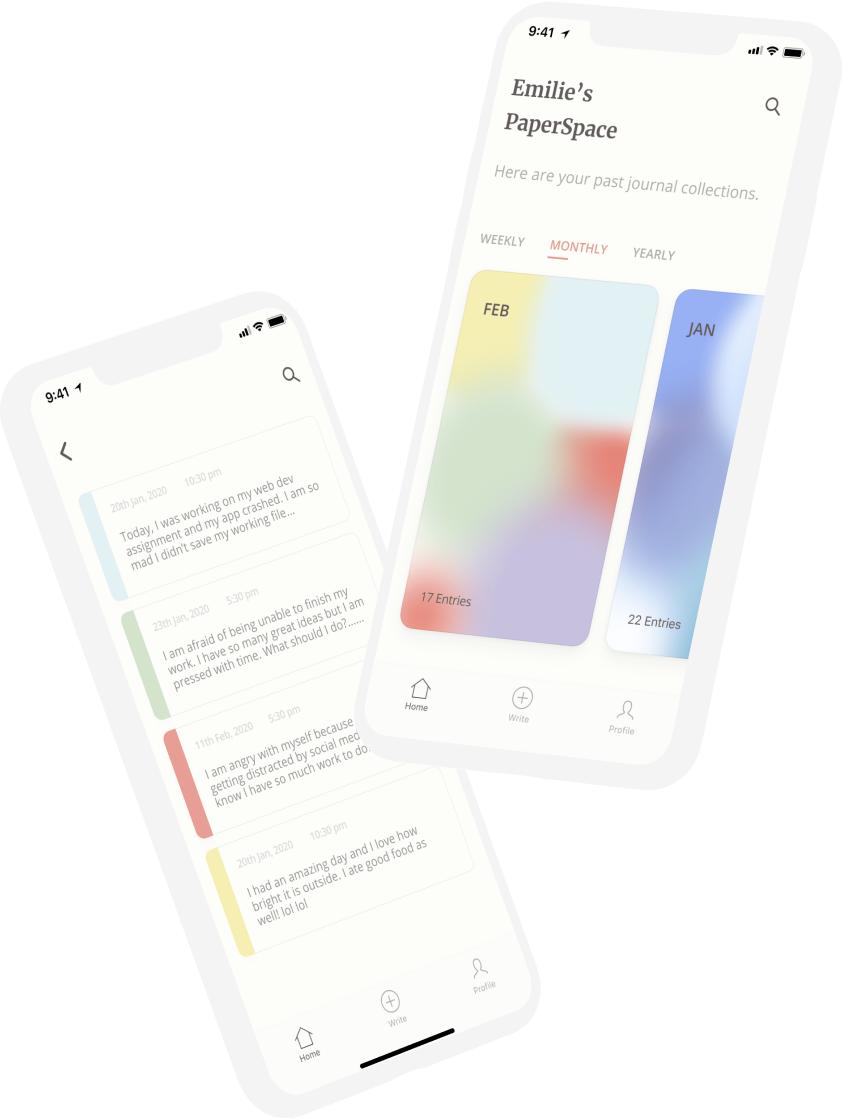 9:41
Emilie’s
PaperSpace
Here are your past journal collections.
WEEKLY MONTHLY YEARLY
FEB
17 Entries
JAN
22 Entries
Home Write Profile
9:41
20th Jan, 2020 10:30 pm
Today, I was working on my web dev
assignment and my app crashed. I am so
mad I didn't save my working file...
23th Jan, 2020 5:30 pm
I am afraid of being unable to finish my
work. I have so many great ideas but I am
pressed with time. What should I do?......
11th Feb, 2020 5:30 pm
I am angry with myself because
getting distracted by social med
know I have so much work to do.
20th Jan, 2020 10:30 pm
I had an amazing day and I love how
bright it is outside. I ate good food as
well! lol lol
Home Write Profile